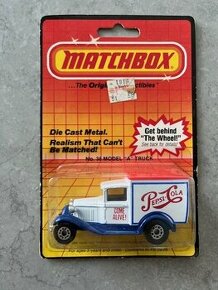 MATCHBOX
...The Original
Die Cast Metal.
Realism That Can't
Be Matched!
Get behind
"The Wheel!"
See back for details!
No. 38 MODEL "A" TRUCK
COME
ALIVE!
PEPSI COLA